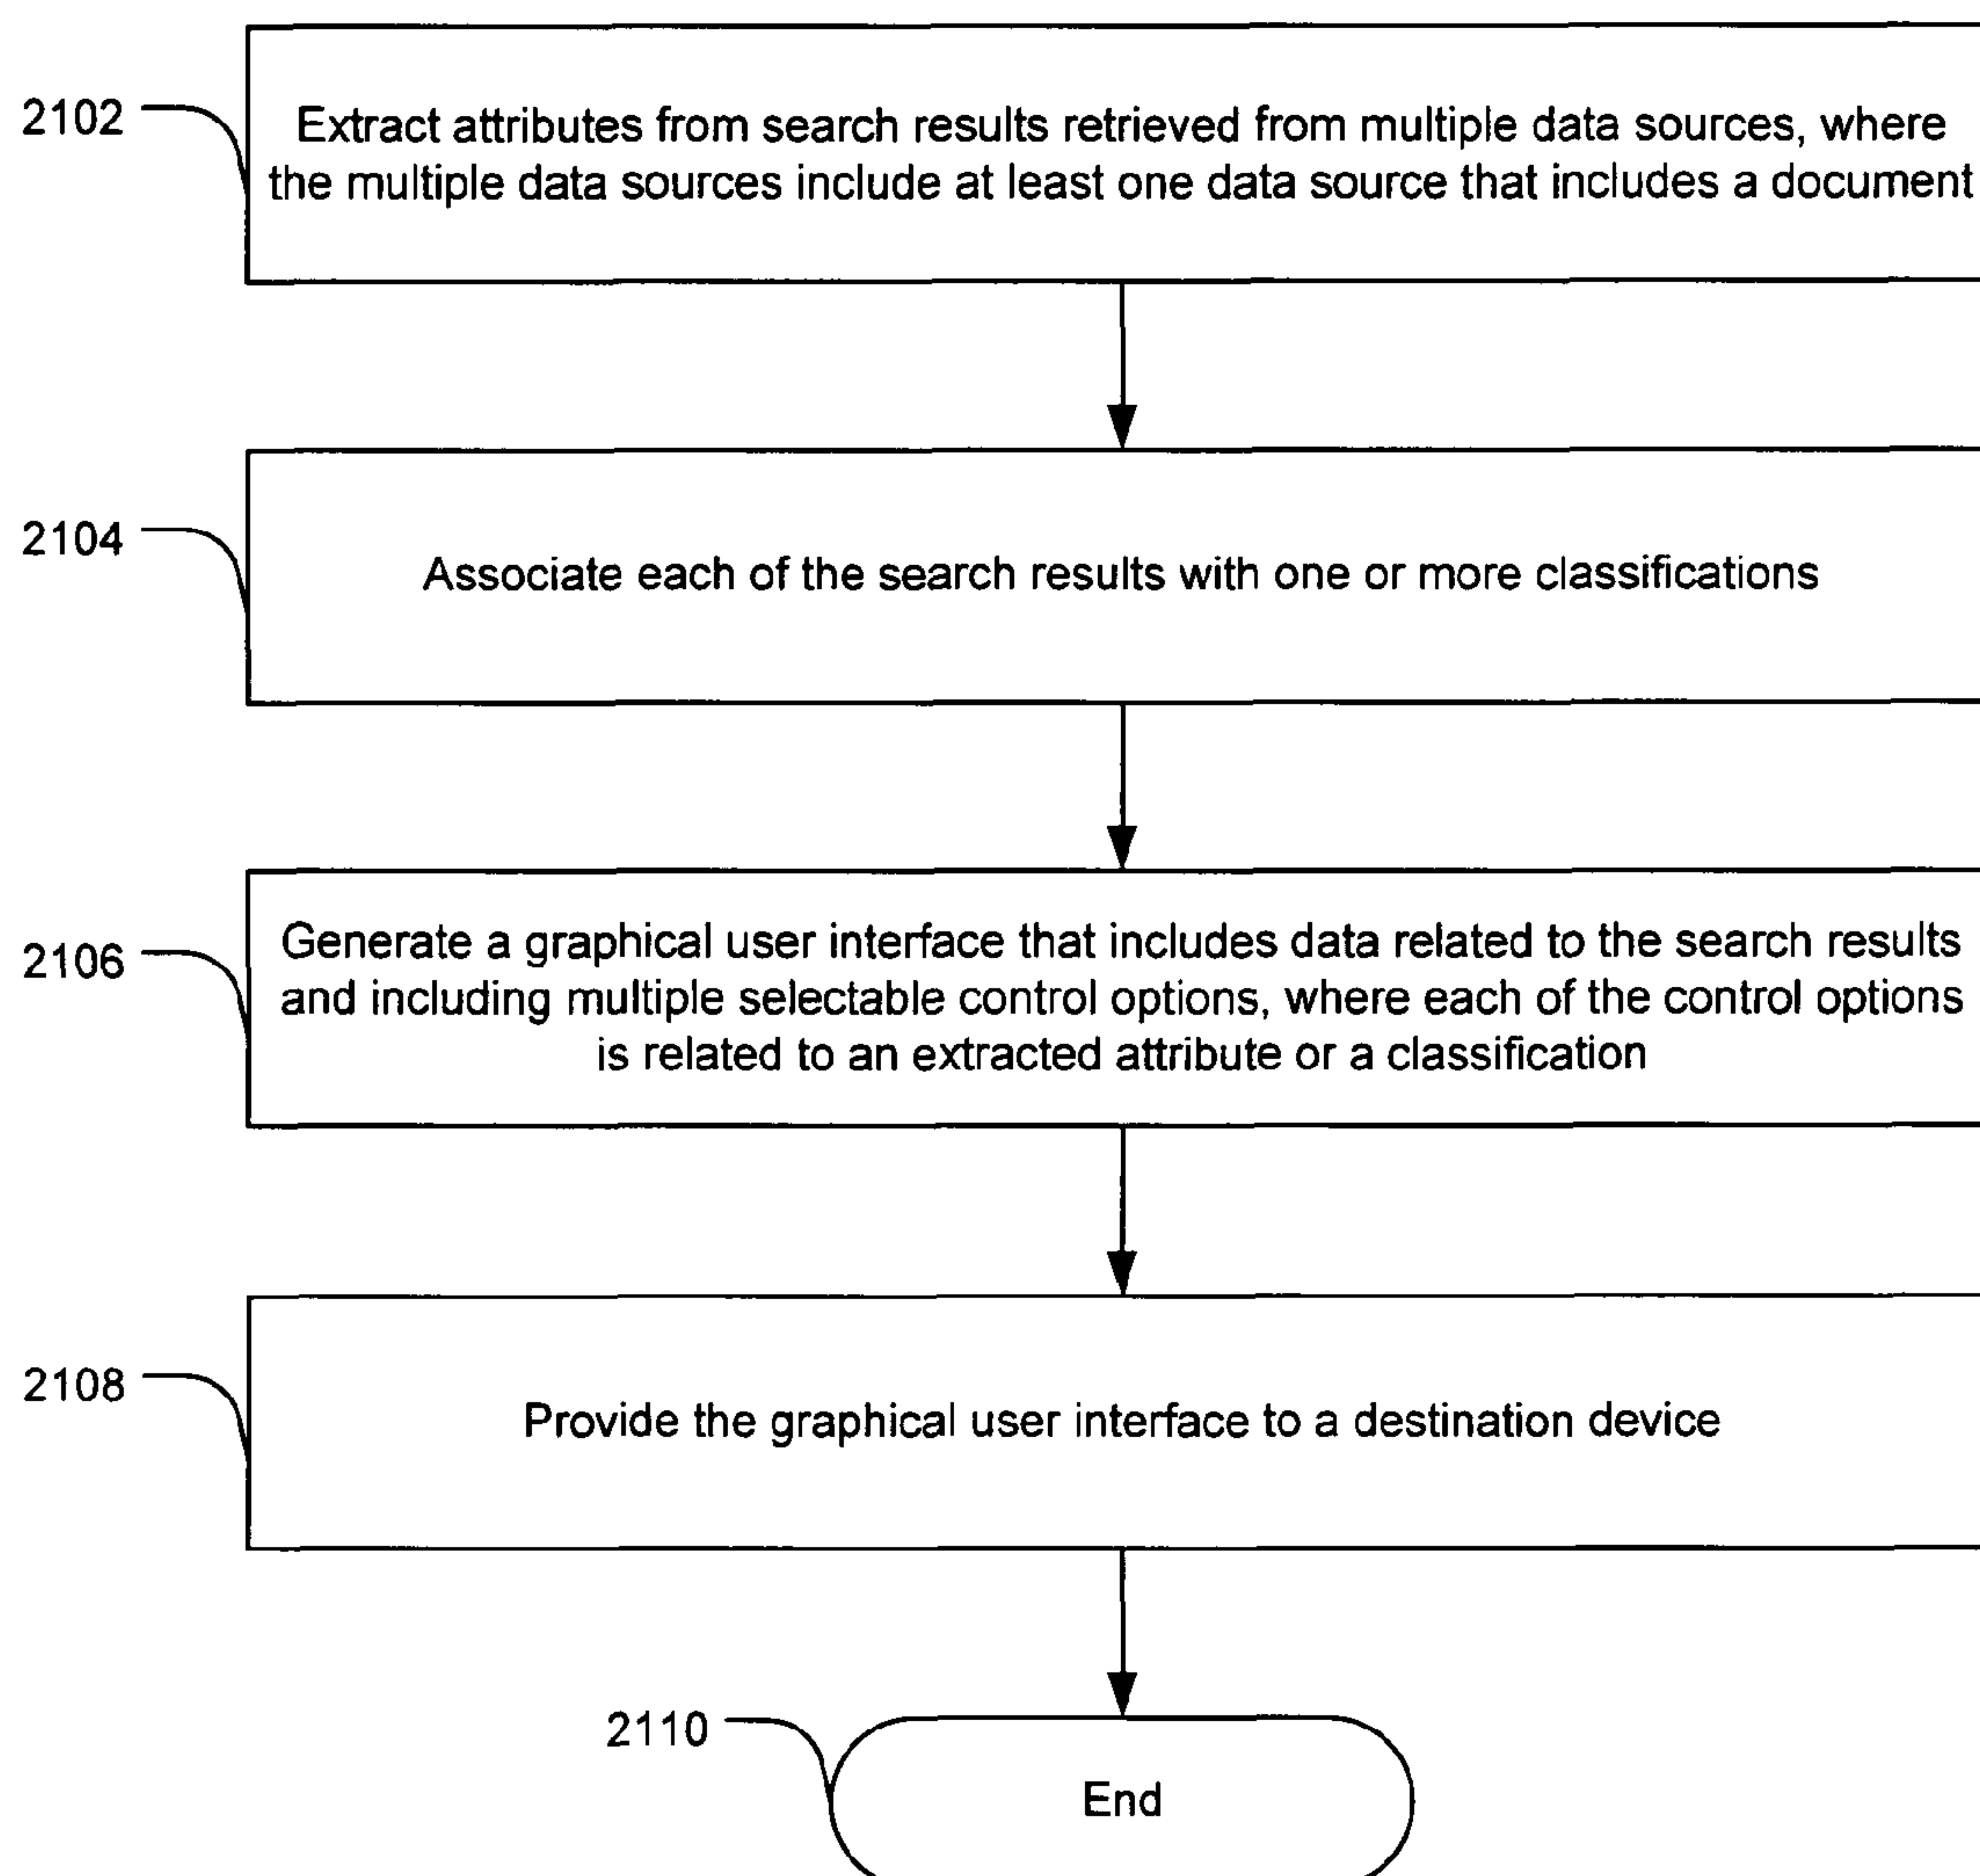 2102
Extract attributes from search results retrieved from multiple data sources, where
the multiple data sources include at least one data source that includes a document
2104
Associate each of the search results with one or more classifications
2106
Generate a graphical user interface that includes data related to the search results
and including multiple selectable control options, where each of the control options
is related to an extracted attribute or a classification
2108
Provide the graphical user interface to a destination device
2110
End